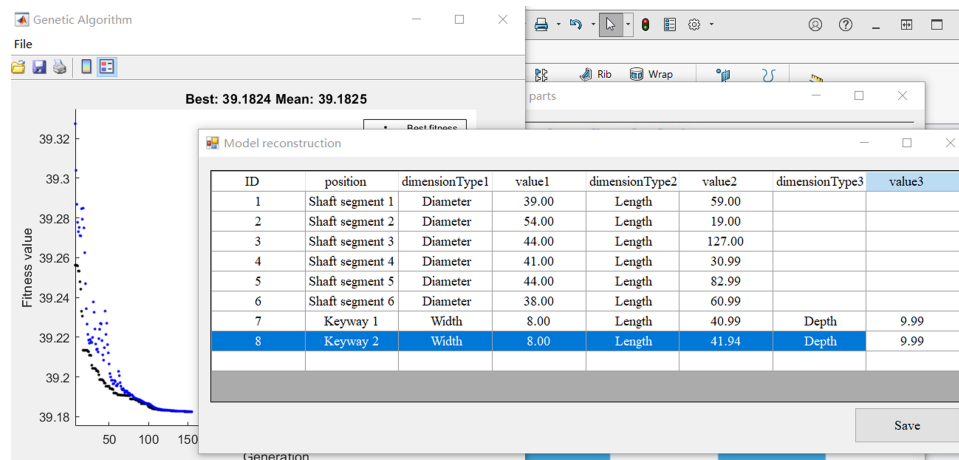 Genetic Algorithm
File
Rib Wrap
parts
Best: 39.1824 Mean: 39.1825
Best fitness
Fitness value
39.32
39.3
39.28
39.26
39.24
39.22
39.2
39.18
50 100 150
Generation
Model reconstruction
ID position dimensionType1 value1 dimensionType2 value2 dimensionType3 value3
1 Shaft segment 1 Diameter 39.00 Length 59.00
2 Shaft segment 2 Diameter 54.00 Length 19.00
3 Shaft segment 3 Diameter 44.00 Length 127.00
4 Shaft segment 4 Diameter 41.00 Length 30.99
5 Shaft segment 5 Diameter 44.00 Length 82.99
6 Shaft segment 6 Diameter 38.00 Length 60.99
7 Keyway 1 Width 8.00 Length 40.99 Depth 9.99
8 Keyway 2 Width 8.00 Length 41.94 Depth 9.99
Save